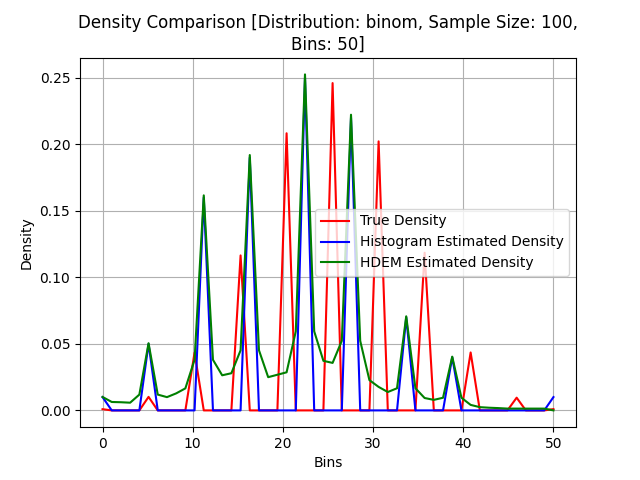 Density Comparison [Distribution: binom, Sample Size: 100,
Bins: 50]
Density
0.25
0.20
0.15
0.10
0.05
0.00
True Density
Histogram Estimated Density
HDEM Estimated Density
0 10 20 30 40 50
Bins